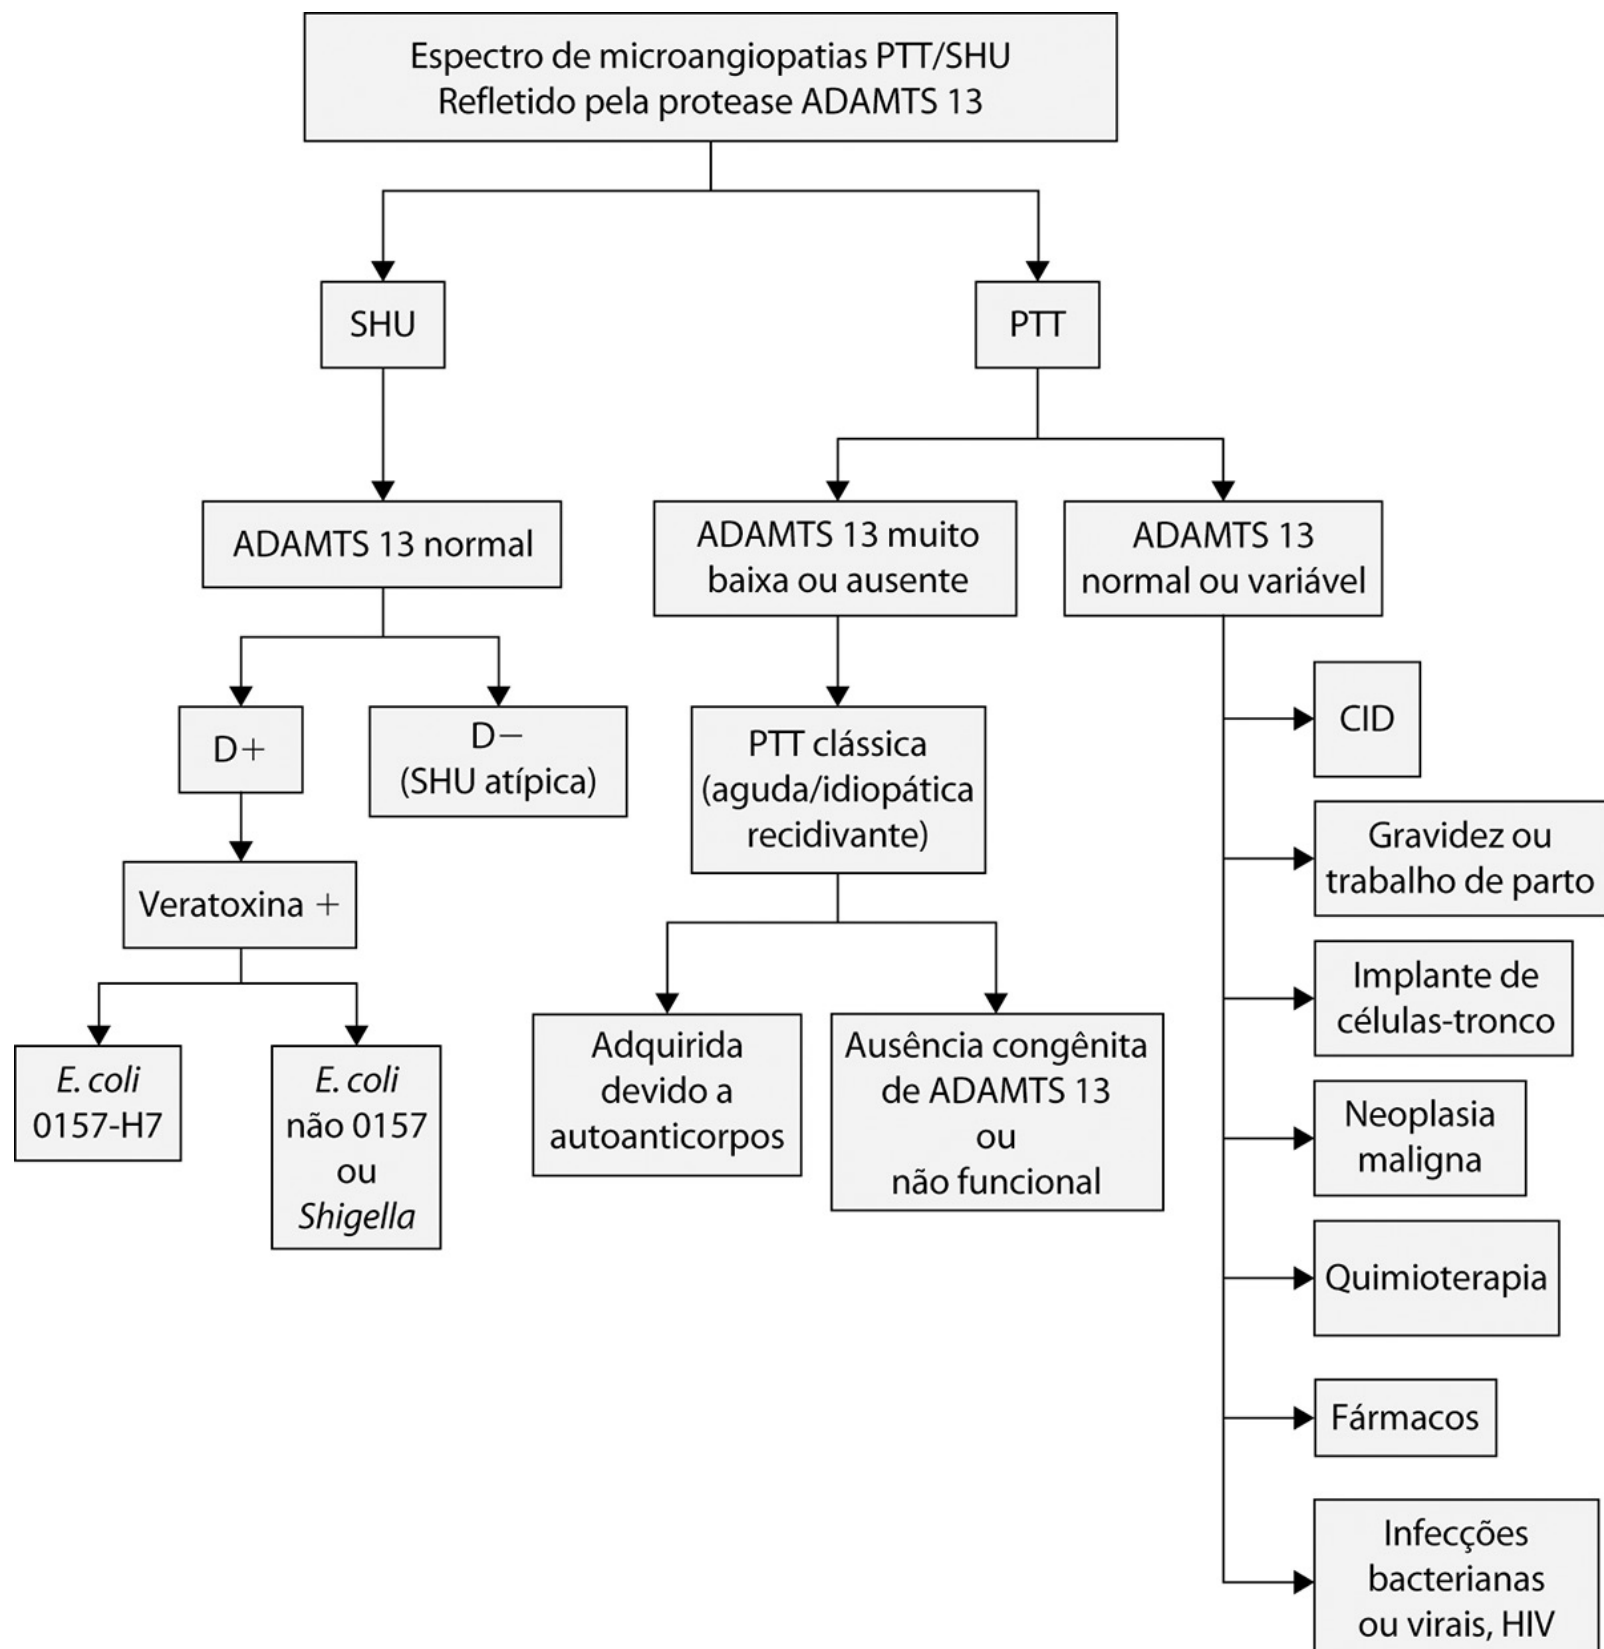 Espectro de microangiopatias PTT/SHU
Refletido pela protease ADAMTS 13
SHU
PTT
ADAMTS 13 normal
ADAMTS 13 muito
baixa ou ausente
ADAMTS 13
normal ou variável
D+
D−
(SHU atípica)
Veratoxina +
E. coli
0157-H7
E. coli
não 0157
ou
Shigella
PTT clássica
(aguda/idiopática
recidivante)
Adquirida
devido a
autoanticorpos
Ausência congênita
de ADAMTS 13
ou
não funcional
CID
Gravidez ou
trabalho de parto
Implante de
células-tronco
Neoplasia
maligna
Quimioterapia
Fármacos
Infecções
bacterianas
ou virais, HIV